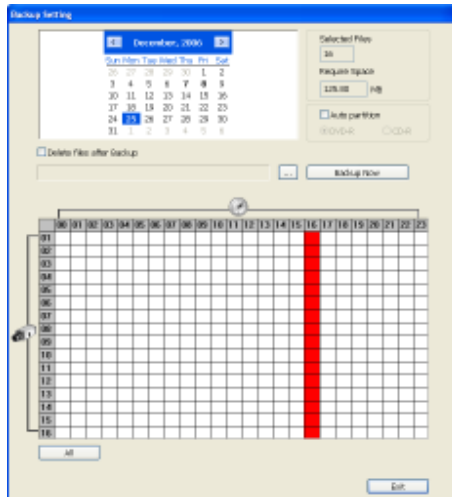 Backup Setting
December, 2006
Sun Mon Tue Wed Thu Fri Sat
26 27 28 29 30 1 2
3 4 5 6 7 8 9
10 11 12 13 14 15 16
17 18 19 20 21 22 23
24 25 26 27 28 29 30
31 1 2 3 4 5 6
Selected Files
16
Require Space
128.00 MB
Auto partition
DVD-R CD-R
Delete files after Backup
... Backup Now
00 01 02 03 04 05 06 07 08 09 10 11 12 13 14 15 16 17 18 19 20 21 22 23
01
02
03
04
05
06
07
08
09
10
11
12
13
14
15
16
All
Exit